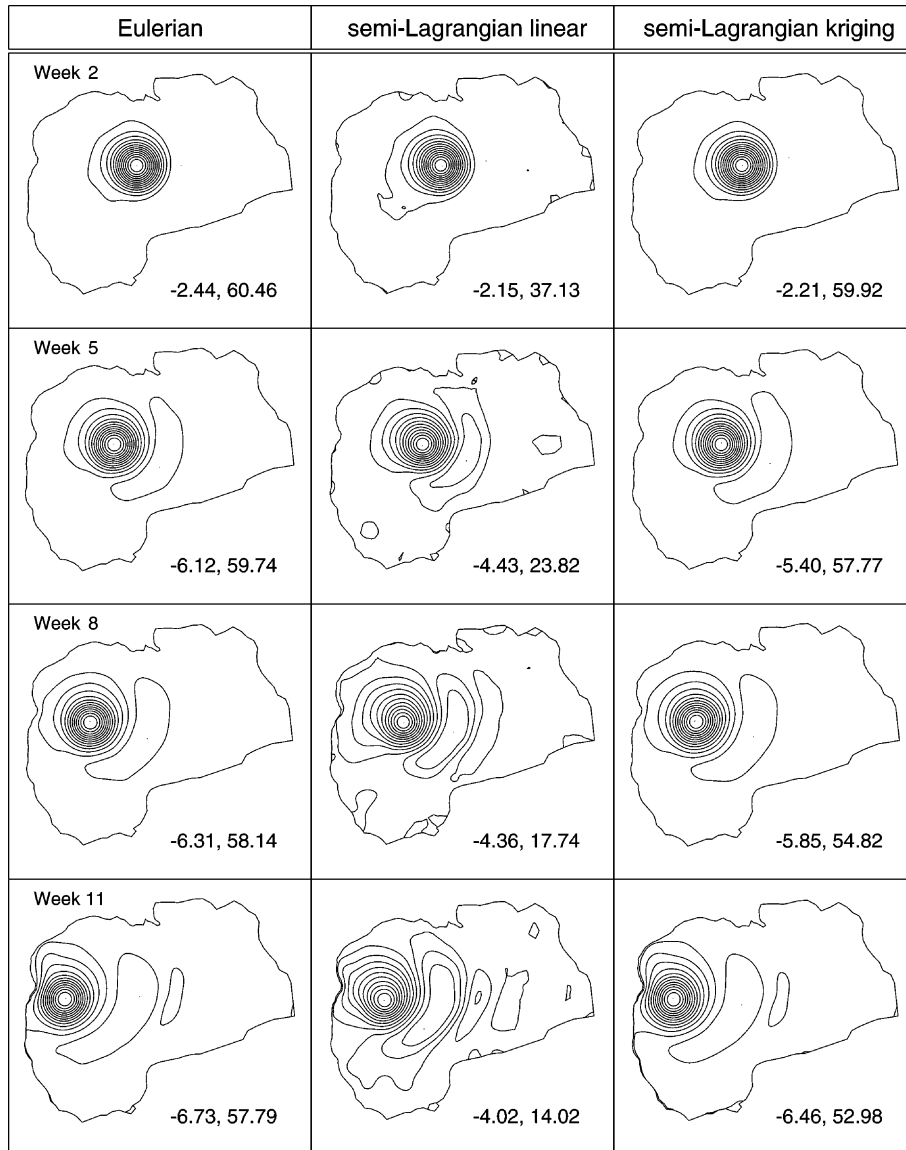 Eulerian semi-Lagrangian linear semi-Lagrangian kriging
Week 2
-2.44, 60.46 -2.15, 37.13 -2.21, 59.92
Week 5
-6.12, 59.74 -4.43, 23.82 -5.40, 57.77
Week 8
-6.31, 58.14 -4.36, 17.74 -5.85, 54.82
Week 11
-6.73, 57.79 -4.02, 14.02 -6.46, 52.98